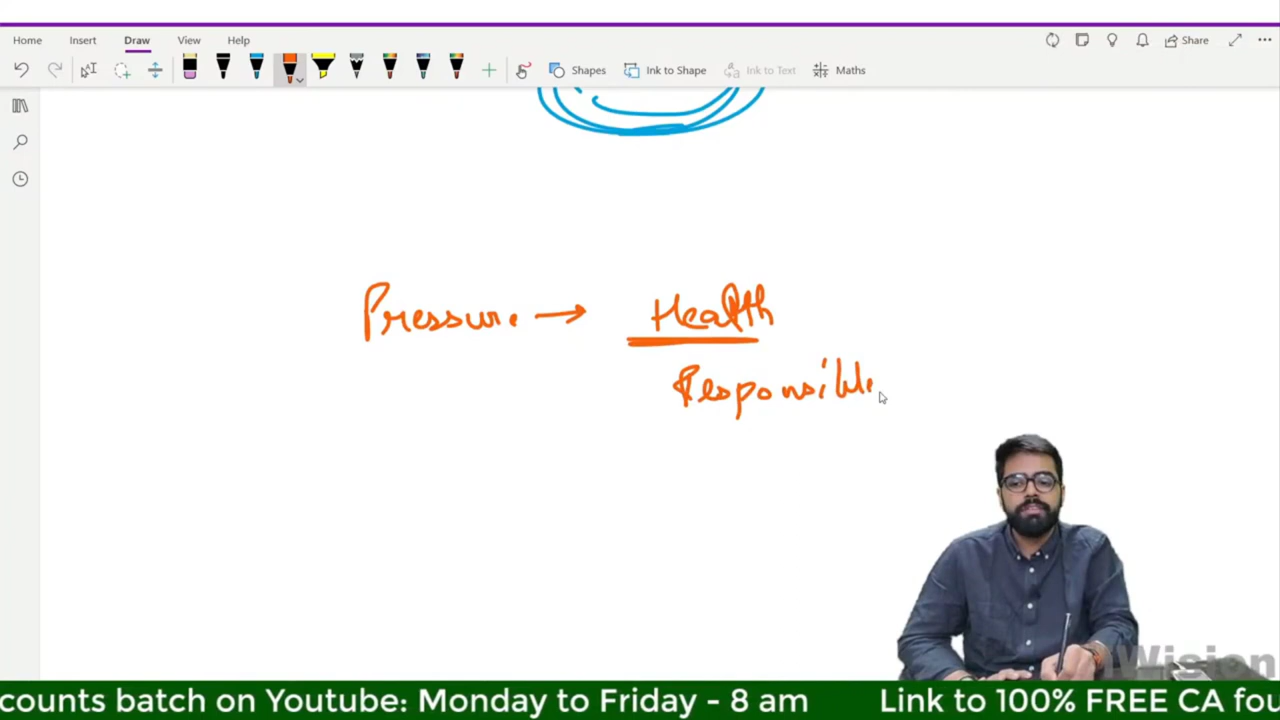 Home Insert Draw View Help Share
Shapes Ink to Shape Ink to Text Maths
Pressure → Health
Responsible
Wision
counts batch on Youtube: Monday to Friday - 8 am Link to 100% FREE CA fou